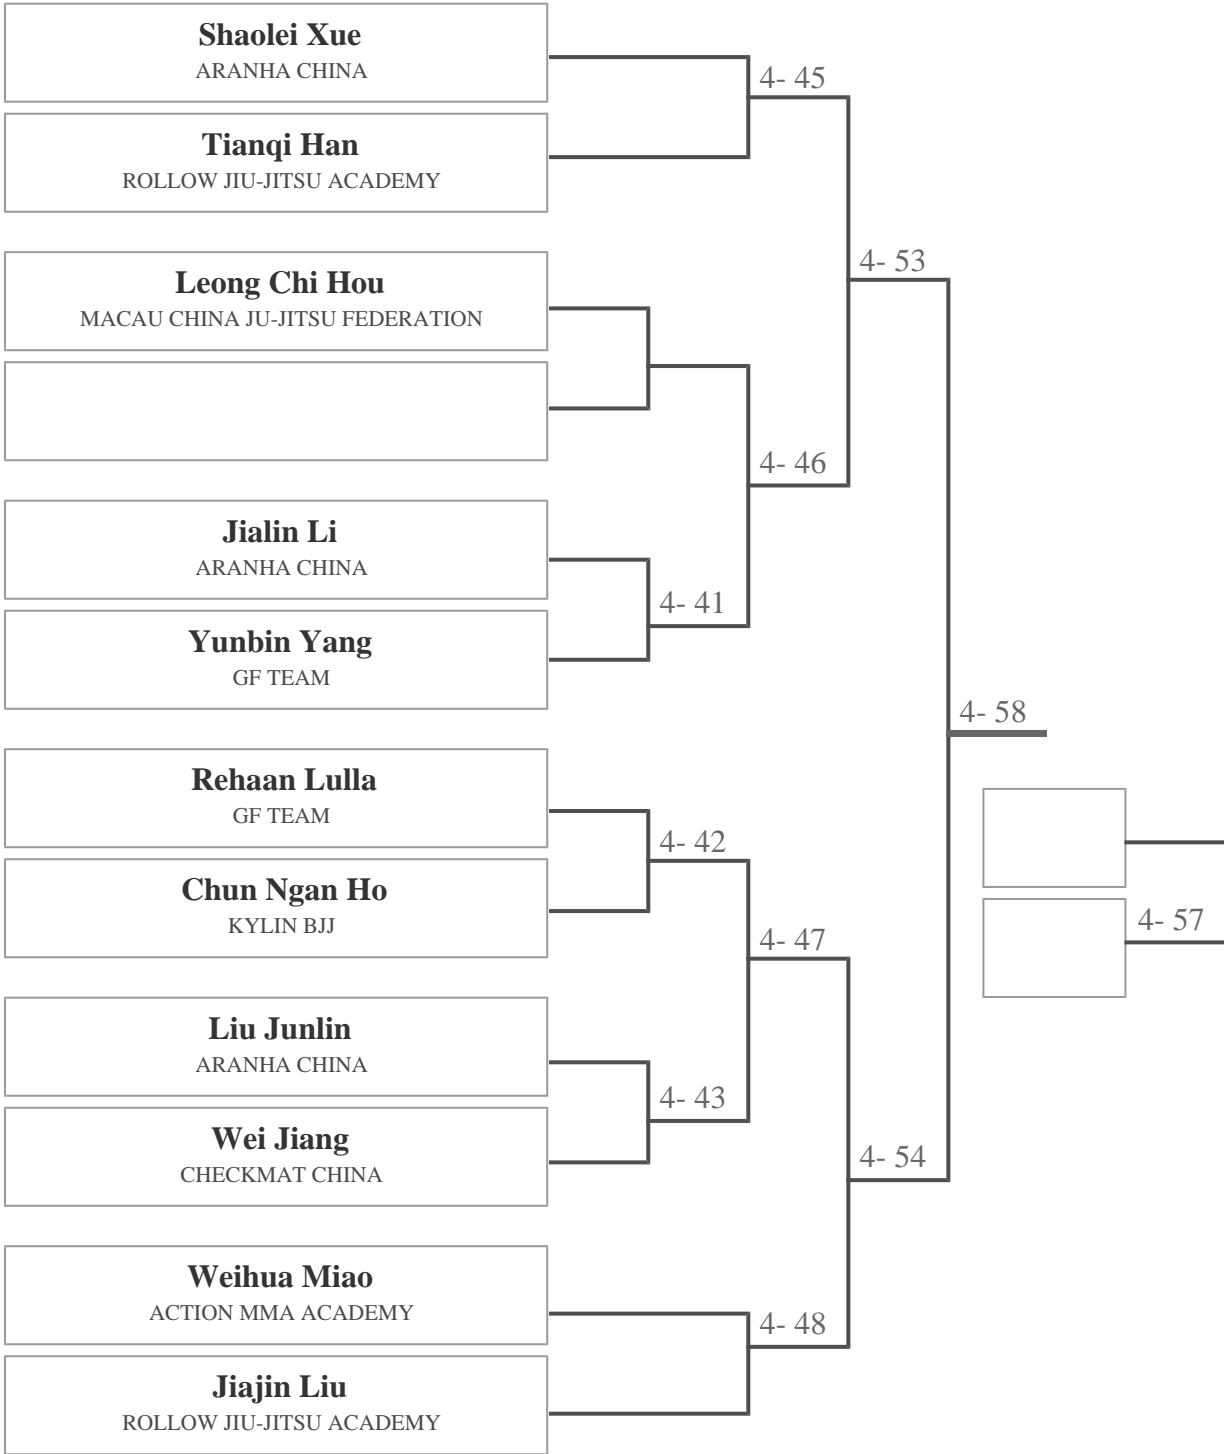 Shaolei Xue
ARANHA CHINA
4- 45
Tianqi Han
ROLLOW JIU-JITSU ACADEMY
4- 53
Leong Chi Hou
MACAU CHINA JU-JITSU FEDERATION
4- 46
Jialin Li
ARANHA CHINA
4- 41
Yunbin Yang
GF TEAM
4- 58
Rehaan Lulla
GF TEAM
4- 42
Chun Ngan Ho
KYLIN BJJ
4- 57
4- 47
Liu Junlin
ARANHA CHINA
4- 43
Wei Jiang
CHECKMAT CHINA
4- 54
Weihua Miao
ACTION MMA ACADEMY
4- 48
Jiajin Liu
ROLLOW JIU-JITSU ACADEMY